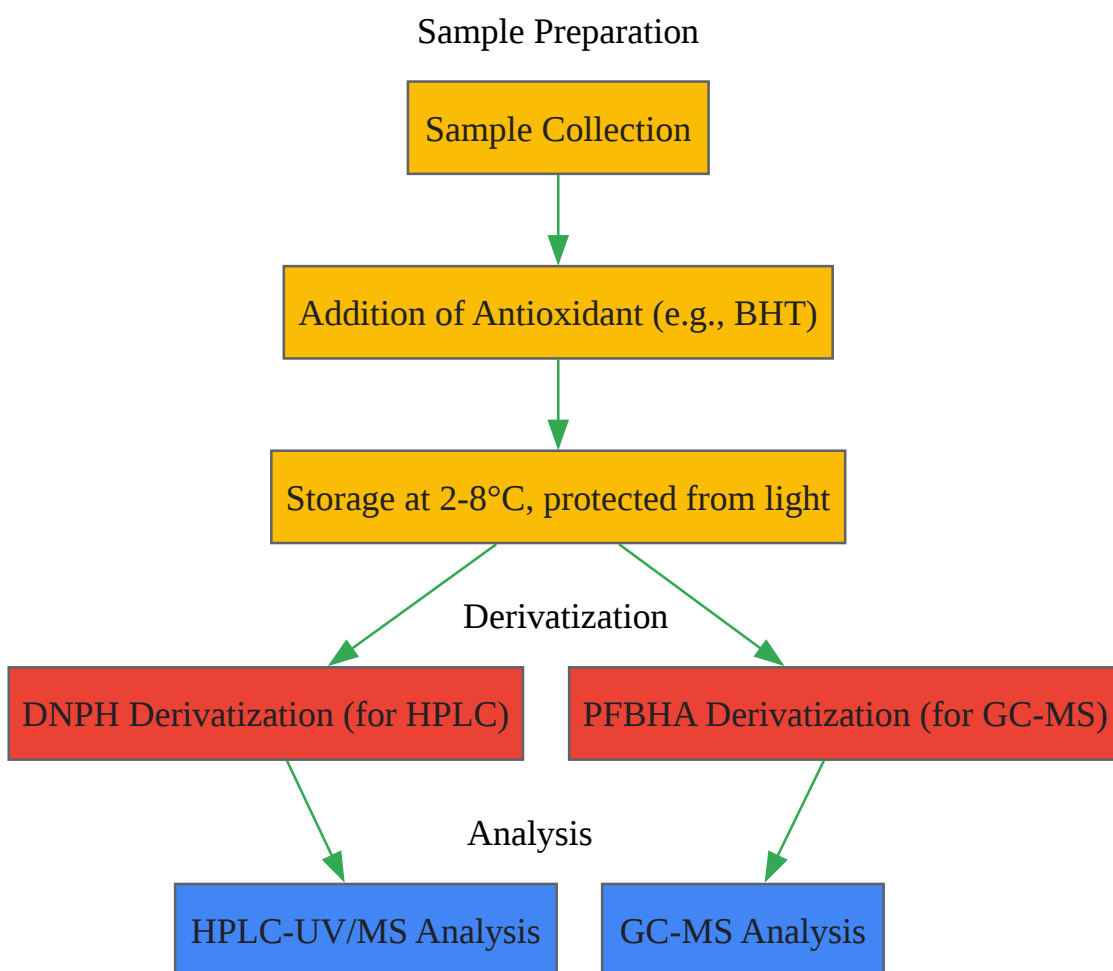 Sample Preparation
Sample Collection
Addition of Antioxidant (e.g., BHT)
Storage at 2-8°C, protected from light
Derivatization
DNPH Derivatization (for HPLC)
PFBHA Derivatization (for GC-MS)
Analysis
HPLC-UV/MS Analysis
GC-MS Analysis